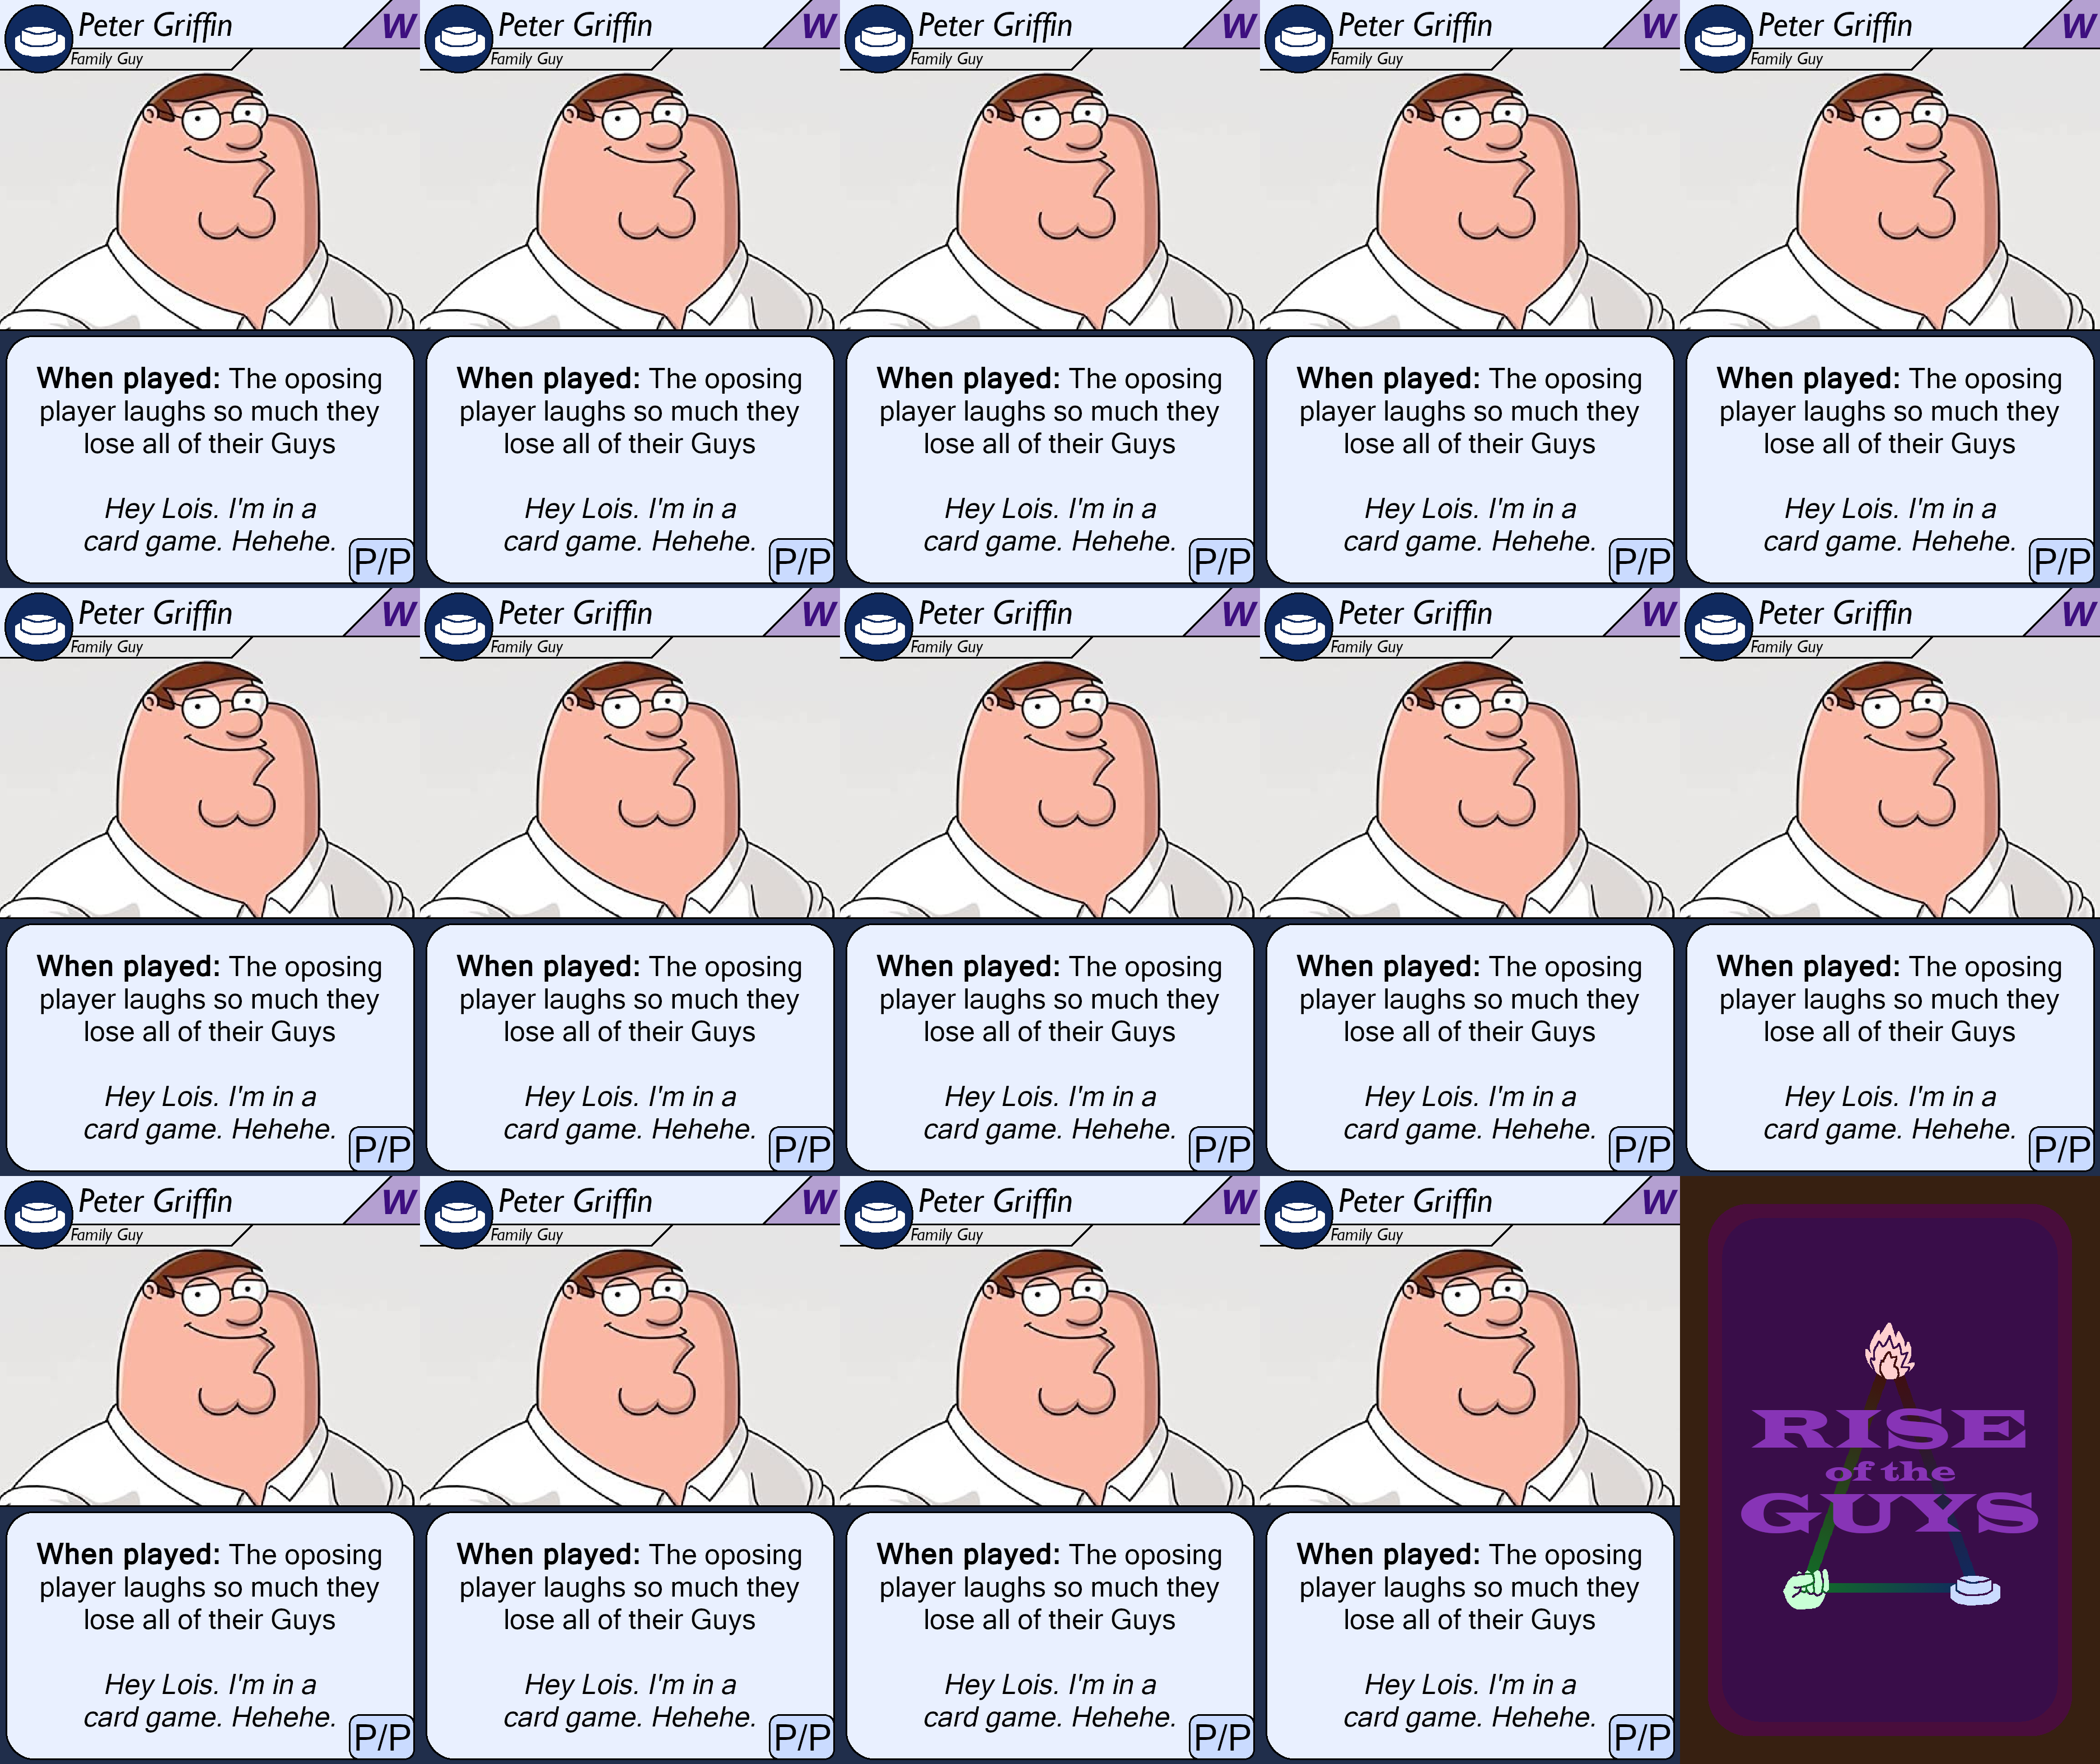 Peter Griffin W Peter Griffin W Peter Griffin W Peter Griffin W Peter Griffin W
Family Guy Family Guy Family Guy Family Guy Family Guy
When played: The oposing When played: The oposing When played: The oposing When played: The oposing When played: The oposing
player laughs so much they player laughs so much they player laughs so much they player laughs so much they player laughs so much they
lose all of their Guys lose all of their Guys lose all of their Guys lose all of their Guys lose all of their Guys
Hey Lois. I'm in a Hey Lois. I'm in a Hey Lois. I'm in a Hey Lois. I'm in a Hey Lois. I'm in a
card game. Hehehe. P/P card game. Hehehe. P/P card game. Hehehe. P/P card game. Hehehe. P/P card game. Hehehe. P/P
Peter Griffin W Peter Griffin W Peter Griffin W Peter Griffin W Peter Griffin W
Family Guy Family Guy Family Guy Family Guy Family Guy
When played: The oposing When played: The oposing When played: The oposing When played: The oposing When played: The oposing
player laughs so much they player laughs so much they player laughs so much they player laughs so much they player laughs so much they
lose all of their Guys lose all of their Guys lose all of their Guys lose all of their Guys lose all of their Guys
Hey Lois. I'm in a Hey Lois. I'm in a Hey Lois. I'm in a Hey Lois. I'm in a Hey Lois. I'm in a
card game. Hehehe. P/P card game. Hehehe. P/P card game. Hehehe. P/P card game. Hehehe. P/P card game. Hehehe. P/P
Peter Griffin W Peter Griffin W Peter Griffin W Peter Griffin W
Family Guy Family Guy Family Guy Family Guy
When played: The oposing When played: The oposing When played: The oposing When played: The oposing
player laughs so much they player laughs so much they player laughs so much they player laughs so much they
lose all of their Guys lose all of their Guys lose all of their Guys lose all of their Guys
Hey Lois. I'm in a Hey Lois. I'm in a Hey Lois. I'm in a Hey Lois. I'm in a
card game. Hehehe. P/P card game. Hehehe. P/P card game. Hehehe. P/P card game. Hehehe. P/P
RISE
of the
GUYS